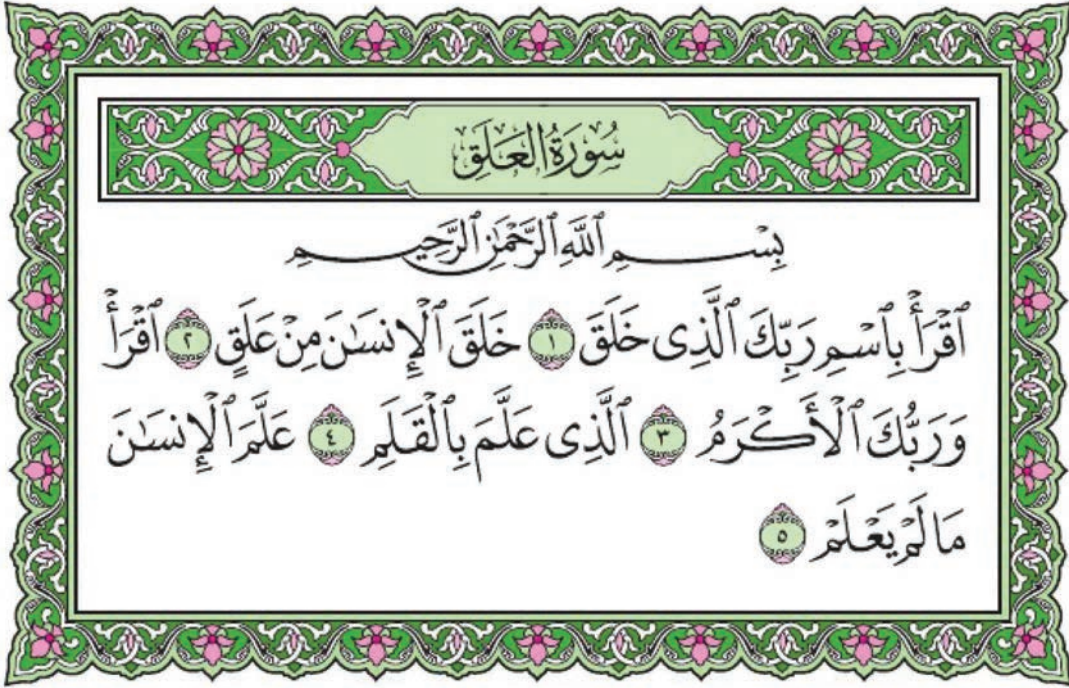 سُورَةُ العَلَقِ
بِسْمِ ٱللَّهِ ٱلرَّحْمَٰنِ ٱلرَّحِيمِ
ٱقْرَأْ بِٱسْمِ رَبِّكَ ٱلَّذِى خَلَقَ ١ خَلَقَ ٱلْإِنسَٰنَ مِنْ عَلَقٍ ٢ ٱقْرَأْ
وَرَبُّكَ ٱلْأَكْرَمُ ٣ ٱلَّذِى عَلَّمَ بِٱلْقَلَمِ ٤ عَلَّمَ ٱلْإِنسَٰنَ
مَا لَمْ يَعْلَمْ ٥